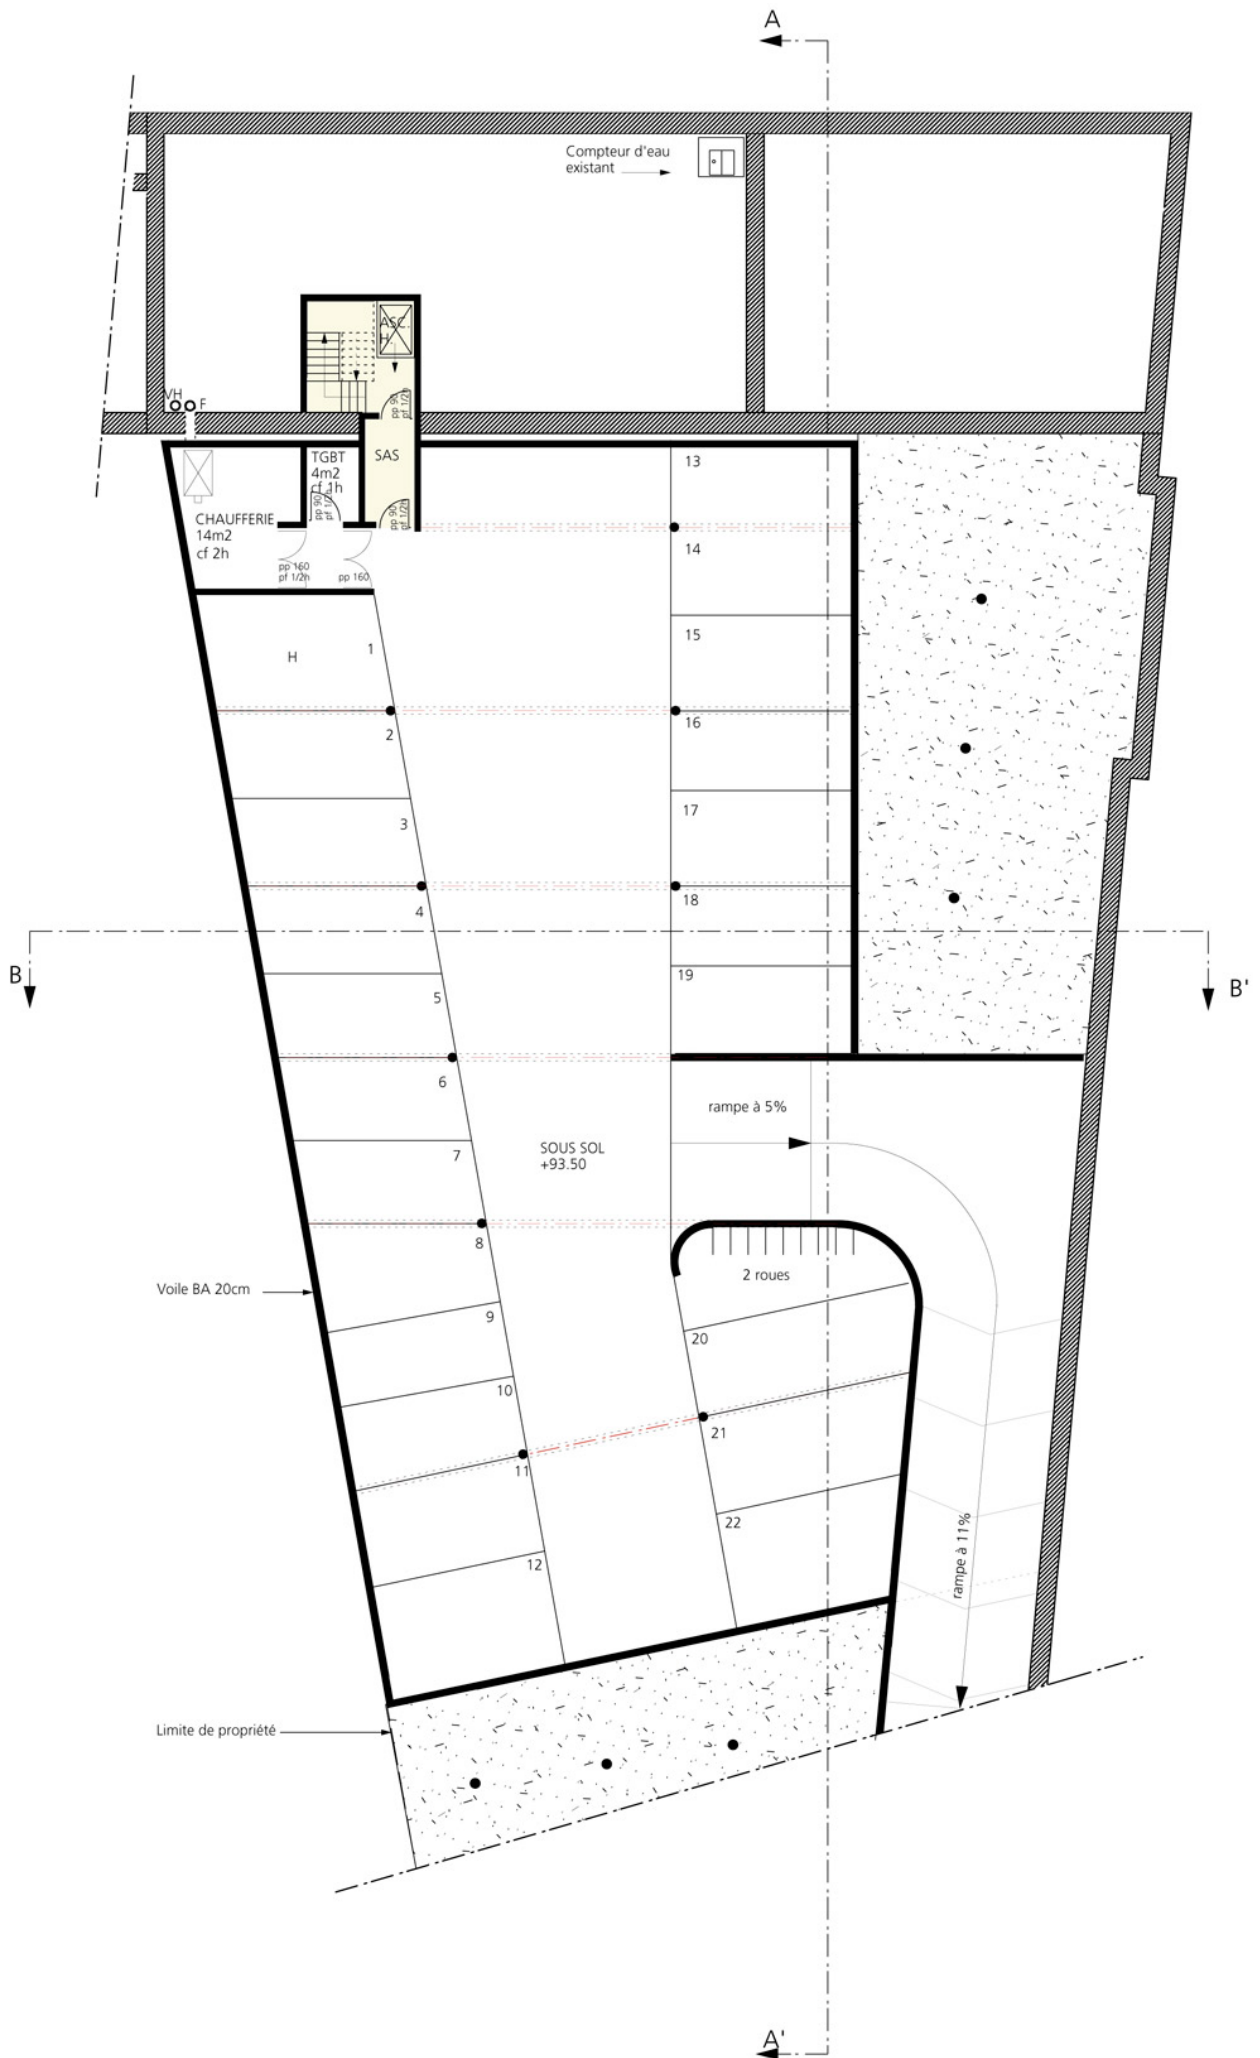 A
Compteur d'eau
existant
ASC.
H.
VH
F
pp 90
pf 1/2h
SAS
TGBT
4m2
cf 1h
pp 90
pf 1/2h
pp 90
pf 1/2h
CHAUFFERIE
14m2
cf 2h
pp 160
pf 1/2h
pp 160
13
14
15
16
17
18
19
H
1
2
3
4
5
6
7
8
9
10
11
12
B
B'
rampe à 5%
SOUS SOL
+93.50
2 roues
Voile BA 20cm
20
21
22
rampe à 11%
Limite de propriété
A'